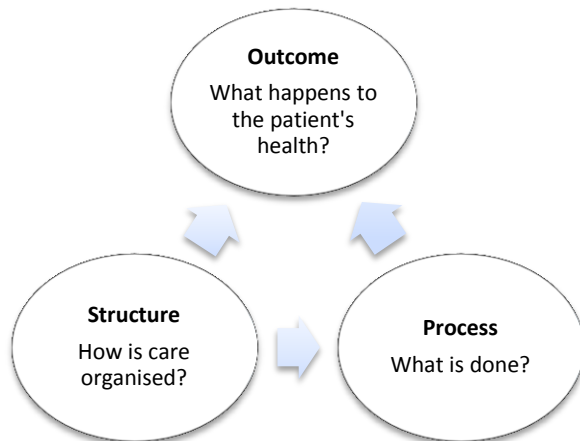 Outcome
What happens to
the patient's
health?
Structure
How is care
organised?
Process
What is done?